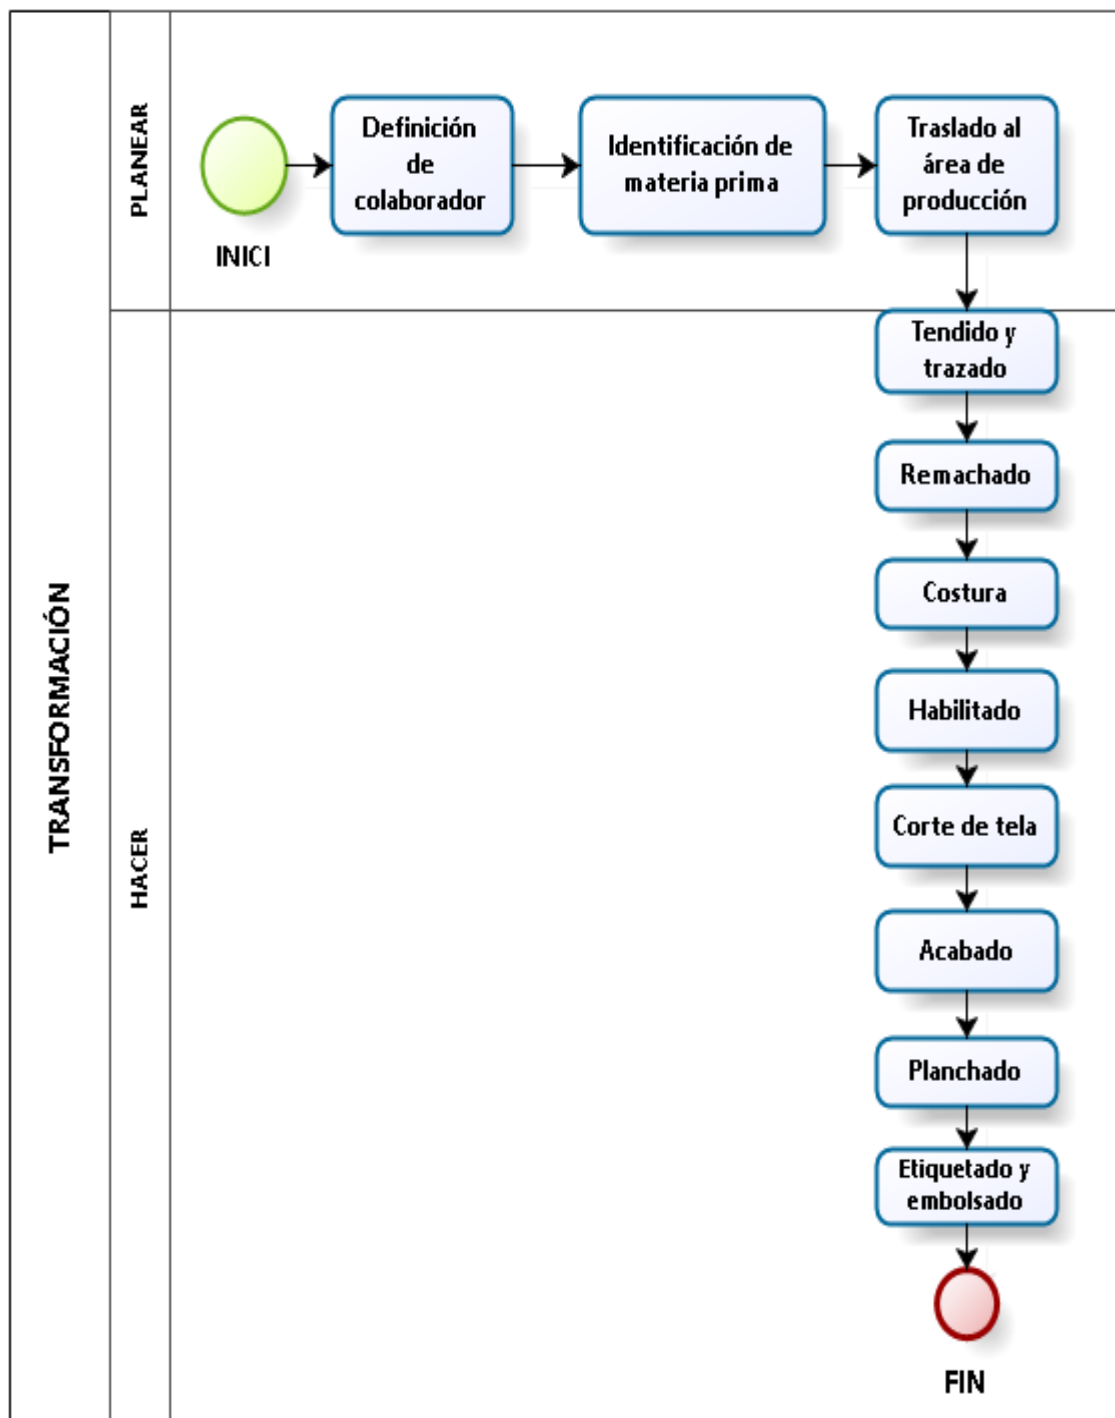 TRANSFORMACIÓN
PLANEAR
INICI
Definición
de
colaborador
Identificación de
materia prima
Traslado al
área de
producción
HACER
Tendido y
trazado
Remachado
Costura
Habilitado
Corte de tela
Acabado
Planchado
Etiquetado y
embolsado
FIN